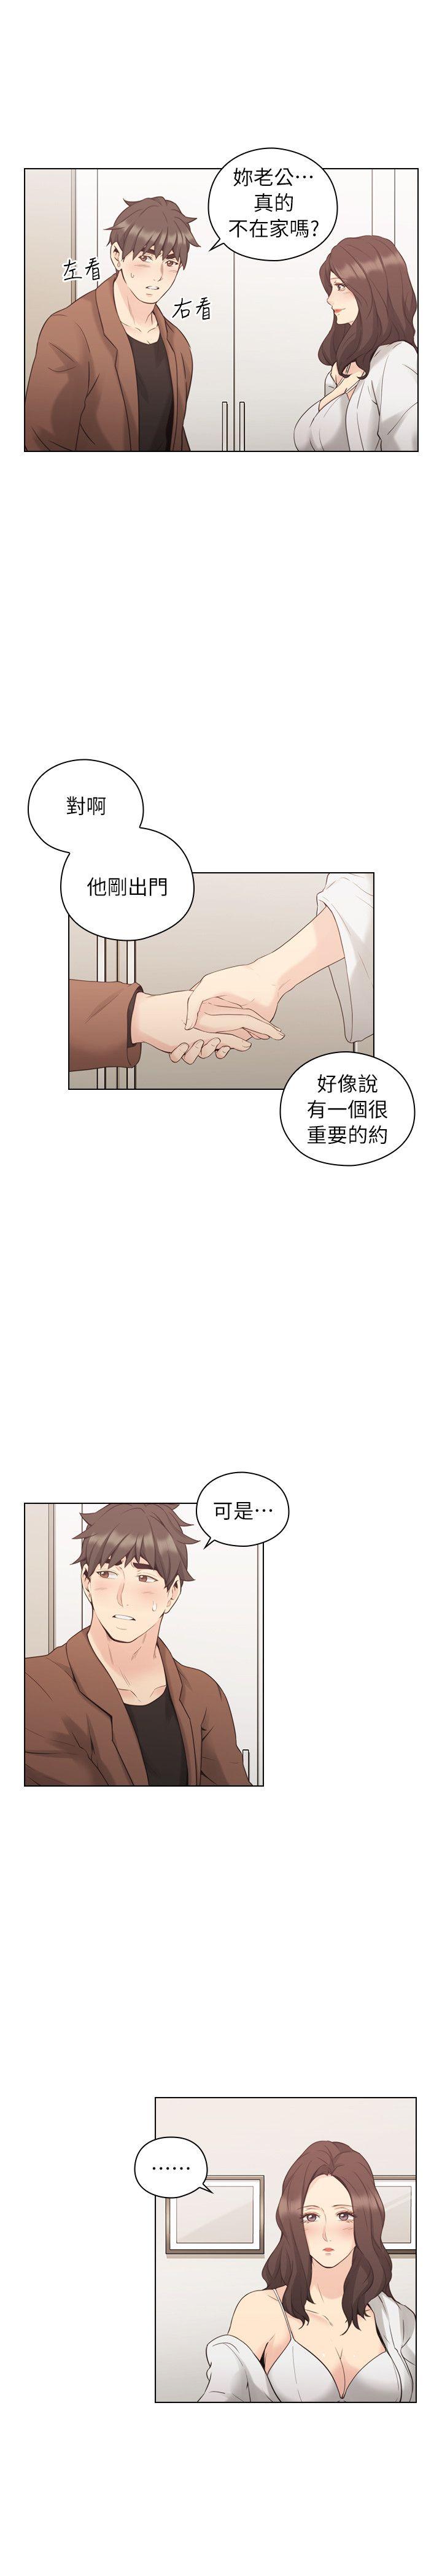 妳老公⋯
真的
不在家嗎?
左看
右看
對啊
他剛出門
好像說
有一個很
重要的約
可是⋯
⋯⋯